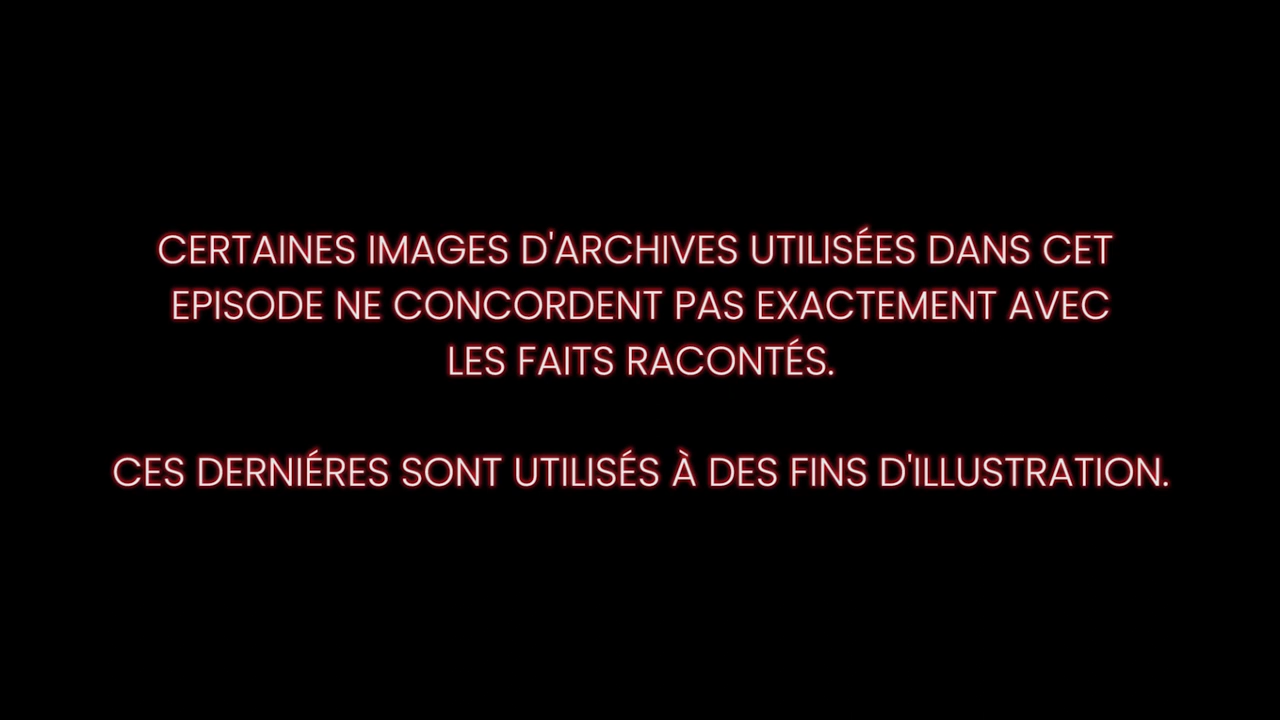 CERTAINES IMAGES D'ARCHIVES UTILISÉES DANS CET
EPISODE NE CONCORDENT PAS EXACTEMENT AVEC
LES FAITS RACONTÉS.
CES DERNIÉRES SONT UTILISÉS À DES FINS D'ILLUSTRATION.